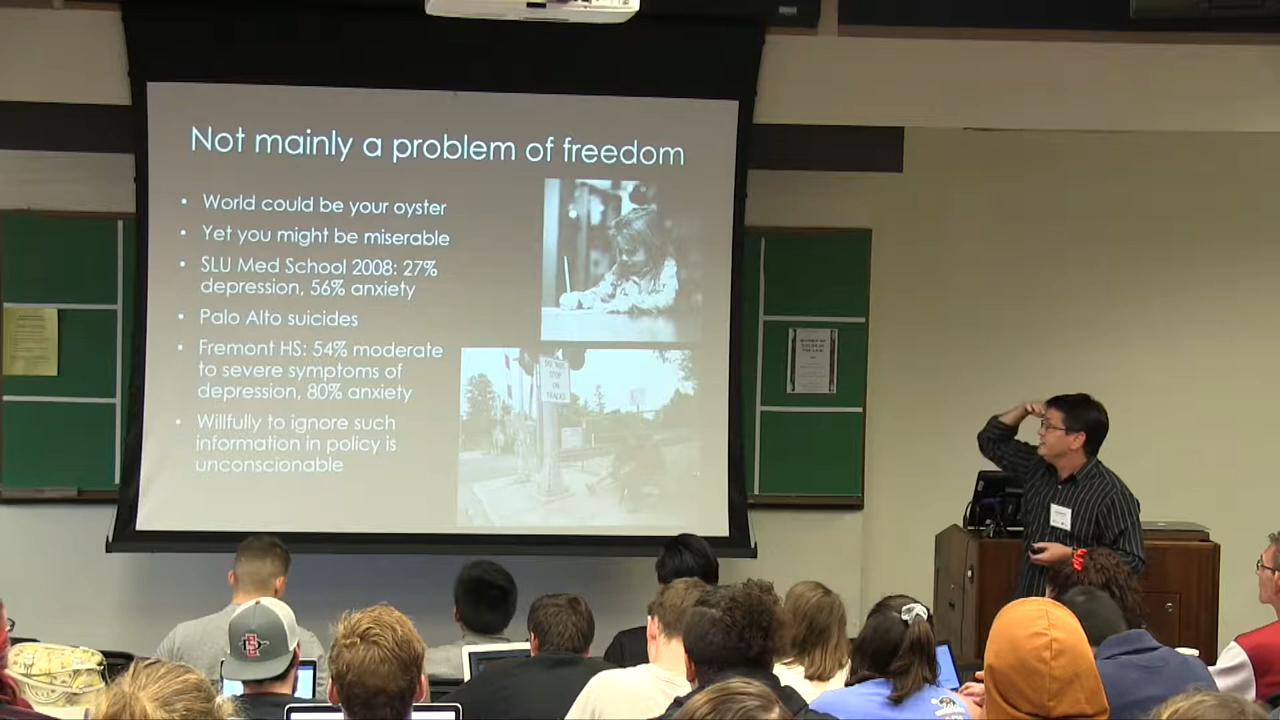 Not mainly a problem of freedom
• World could be your oyster
• Yet you might be miserable
• SLU Med School 2008: 27%
depression, 56% anxiety
• Palo Alto suicides
• Fremont HS: 54% moderate
to severe symptoms of
depression, 80% anxiety
• Willfully to ignore such
information in policy is
unconscionable
DO NOT
STOP
ON
TRACKS